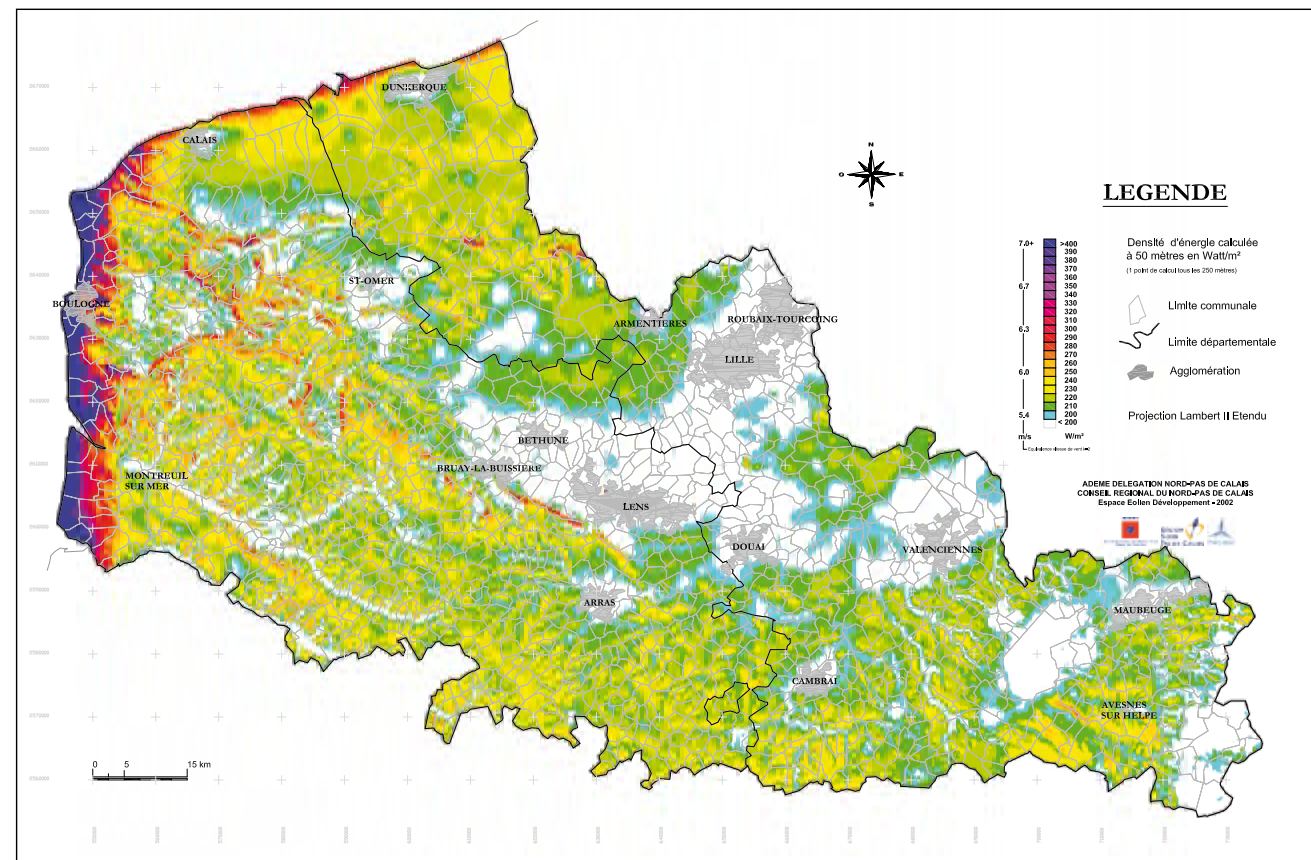 DUNKERQUE
CALAIS
BOULOGNE
ST-OMER
ARMENTIERES
ROUBAIX-TOURCOING
LILLE
BETHUNE
BRUAY-LA-BUISSIERE
MONTREUIL
SUR MER
LENS
DOUAI
VALENCIENNES
ARRAS
MAUBEUGE
CAMBRAI
AVESNES
SUR HELPE
N
O E
S
0 5 15 km
LEGENDE
7.0+
6.7
6.3
6.0
5.4
m/s
>400
390
380
370
360
350
340
330
320
310
300
290
280
270
260
250
240
230
220
210
200
< 200
W/m²
Densité d'énergie calculée
à 50 mètres en Watt/m²
(1 point de calcul tous les 250 mètres)
Limite communale
Limite départementale
Agglomération
Projection Lambert II Etendu
ADEME DELEGATION NORD-PAS DE CALAIS
CONSEIL REGIONAL DU NORD-PAS DE CALAIS
Espace Eolien Développement - 2002